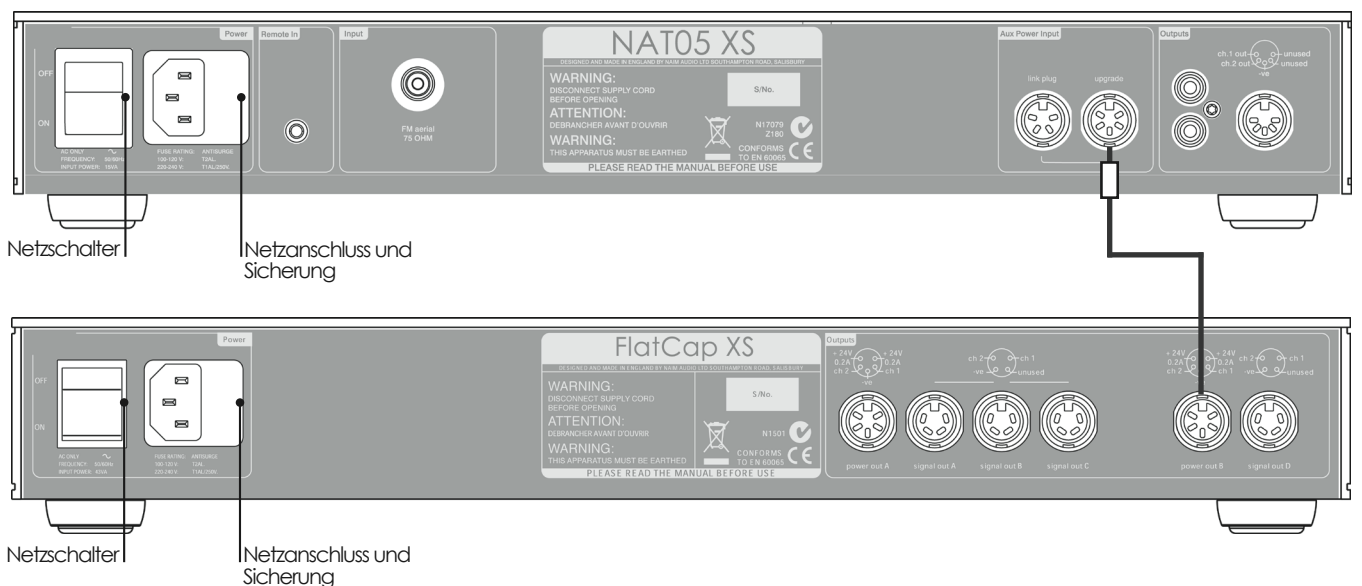 Power
Remote In
Input
NAT05 XS
DESIGNED AND MADE IN ENGLAND BY NAIM AUDIO LTD SOUTHAMPTON ROAD, SALISBURY
WARNING:
DISCONNECT SUPPLY CORD
BEFORE OPENING
ATTENTION:
DEBRANCHER AVANT D'OUVRIR
WARNING:
THIS APPARATUS MUST BE EARTHED
S/No.
N17079
Z180
CONFORMS
TO EN 60065
CE
PLEASE READ THE MANUAL BEFORE USE
Aux Power Input
link plug
upgrade
Outputs
ch.1 out
unused
ch.2 out
unused
-ve
OFF
ON
FM aerial
75 OHM
AC ONLY
FREQUENCY: 50/60Hz
INPUT POWER: 10VA
FUSE RATING: ANTISURGE
100-120 V: T2AL.
220-240 V: T1AL/250V.
Netzschalter
Netzanschluss und
Sicherung
Power
FlatCap XS
DESIGNED AND MADE IN ENGLAND BY NAIM AUDIO LTD SOUTHAMPTON ROAD, SALISBURY
WARNING:
DISCONNECT SUPPLY CORD
BEFORE OPENING
ATTENTION:
DEBRANCHER AVANT D'OUVRIR
WARNING:
THIS APPARATUS MUST BE EARTHED
S/No.
N1501
CONFORMS
TO EN 60065
CE
PLEASE READ THE MANUAL BEFORE USE
Outputs
+ 24V
0.2A
ch 2
+ 24V
0.2A
ch 1
-ve
ch 2
ch 1
-ve
unused
+ 24V
0.2A
ch 2
+ 24V
0.2A
ch 1
ch 2
ch 1
-ve
unused
power out A
signal out A
signal out B
signal out C
power out B
signal out D
OFF
ON
AC ONLY
FREQUENCY: 50/60Hz
INPUT POWER: 43VA
FUSE RATING: ANTISURGE
100-120 V: T2AL.
220-240 V: T1AL/250V.
Netzschalter
Netzanschluss und
Sicherung